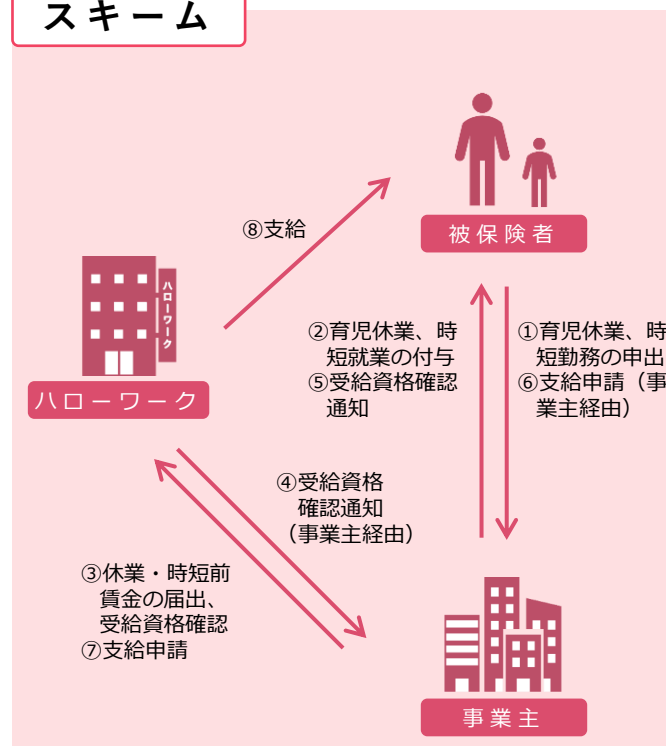 スキーム
⑧支給
被保険者
ハローワーク
ハローワーク
②育児休業、時
短就業の付与
⑤受給資格確認
通知
①育児休業、時
短勤務の申出
⑥支給申請（事
業主経由）
④受給資格
確認通知
（事業主経由）
③休業・時短前
賃金の届出、
受給資格確認
⑦支給申請
事業主